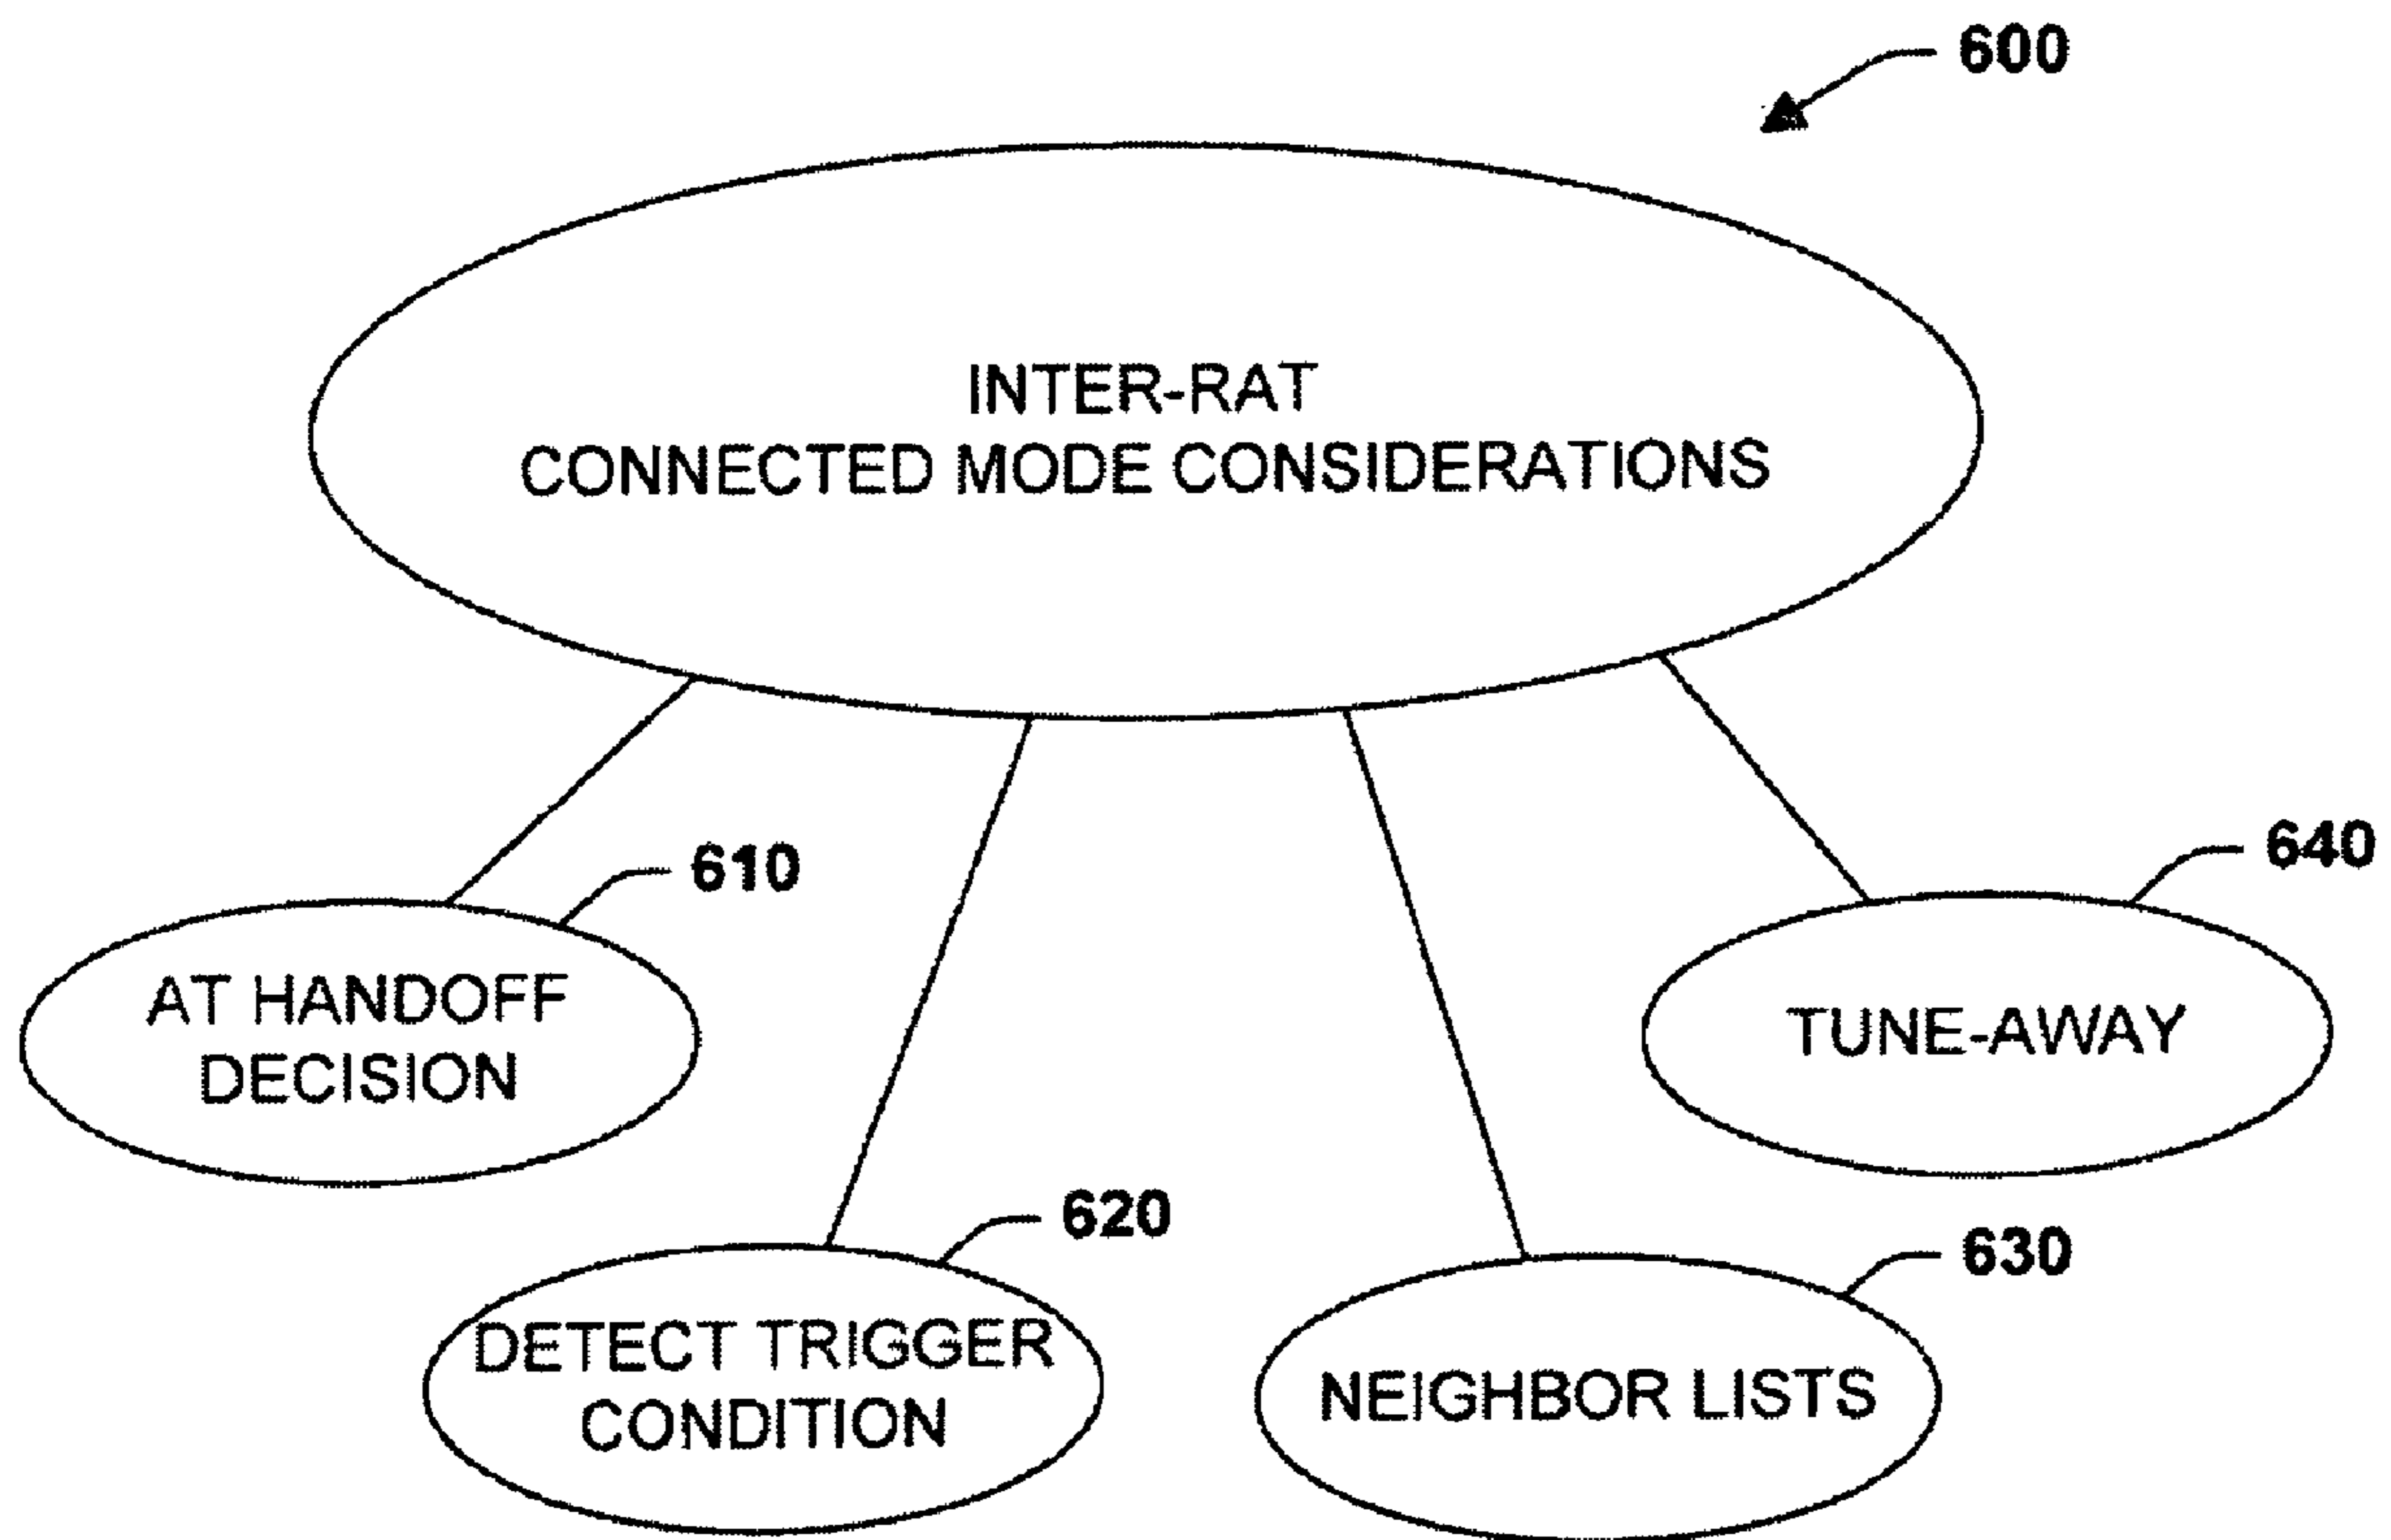 600
INTER-RAT
CONNECTED MODE CONSIDERATIONS
610
AT HANDOFF
DECISION
640
TUNE-AWAY
620
DETECT TRIGGER
CONDITION
630
NEIGHBOR LISTS